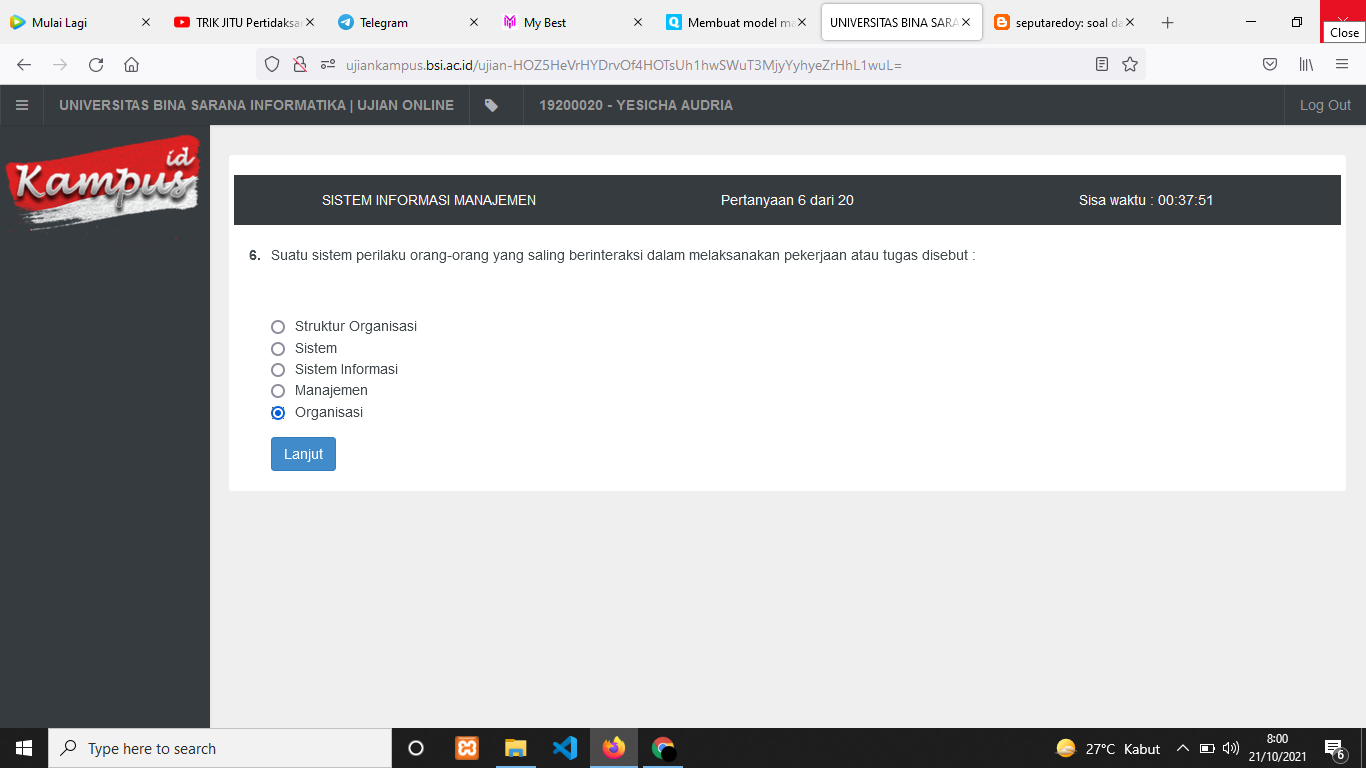 Mulai Lagi
TRIK JITU Pertidaksa
Telegram
My Best
Membuat model ma
UNIVERSITAS BINA SARA
seputaredoy: soal da
Close
ujiankampus.bsi.ac.id/ujian-HOZ5HeVrHYDrvOf4HOTsUh1hwSWuT3MjyYyhyeZrHhL1wuL=
UNIVERSITAS BINA SARANA INFORMATIKA | UJIAN ONLINE
19200020 - YESICHA AUDRIA
Log Out
Kampus id
SISTEM INFORMASI MANAJEMEN
Pertanyaan 6 dari 20
Sisa waktu : 00:37:51
6. Suatu sistem perilaku orang-orang yang saling berinteraksi dalam melaksanakan pekerjaan atau tugas disebut :
Struktur Organisasi
Sistem
Sistem Informasi
Manajemen
Organisasi
Lanjut
Type here to search
27°C Kabut
8:00
21/10/2021
6